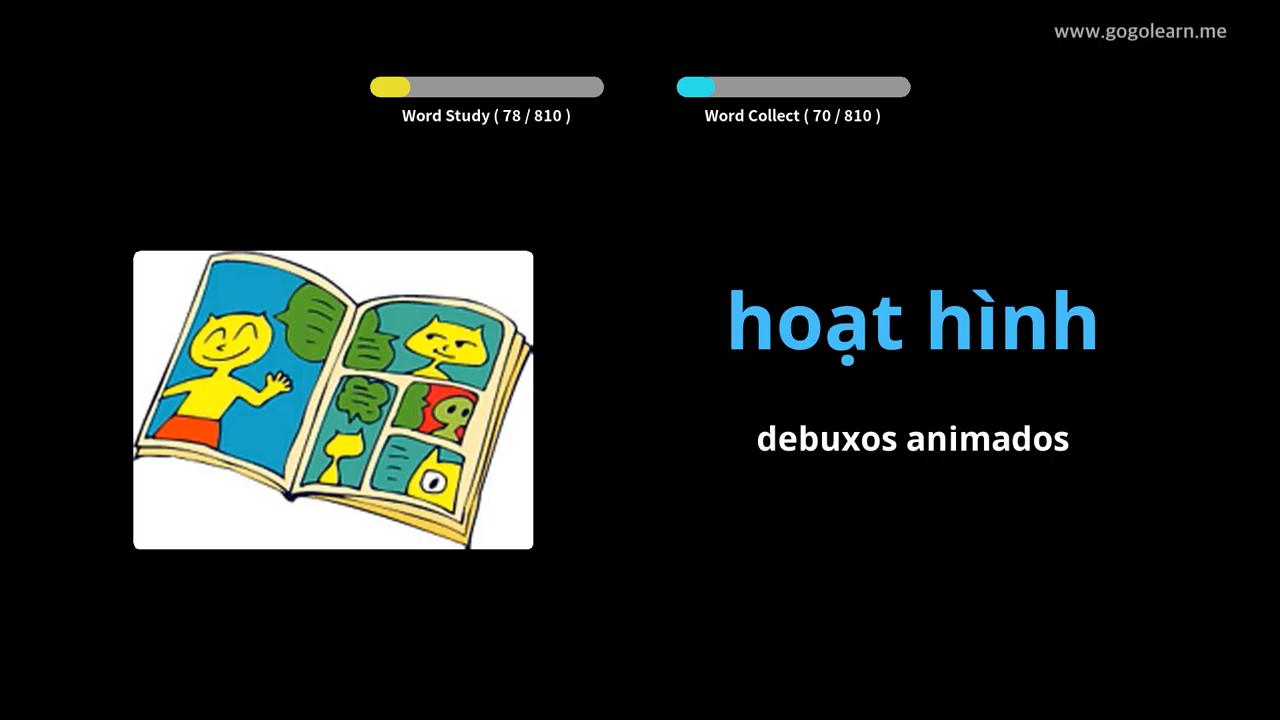 www.gogolearn.me
Word Study ( 78 / 810 )
Word Collect ( 70 / 810 )
hoạt hình
debuxos animados